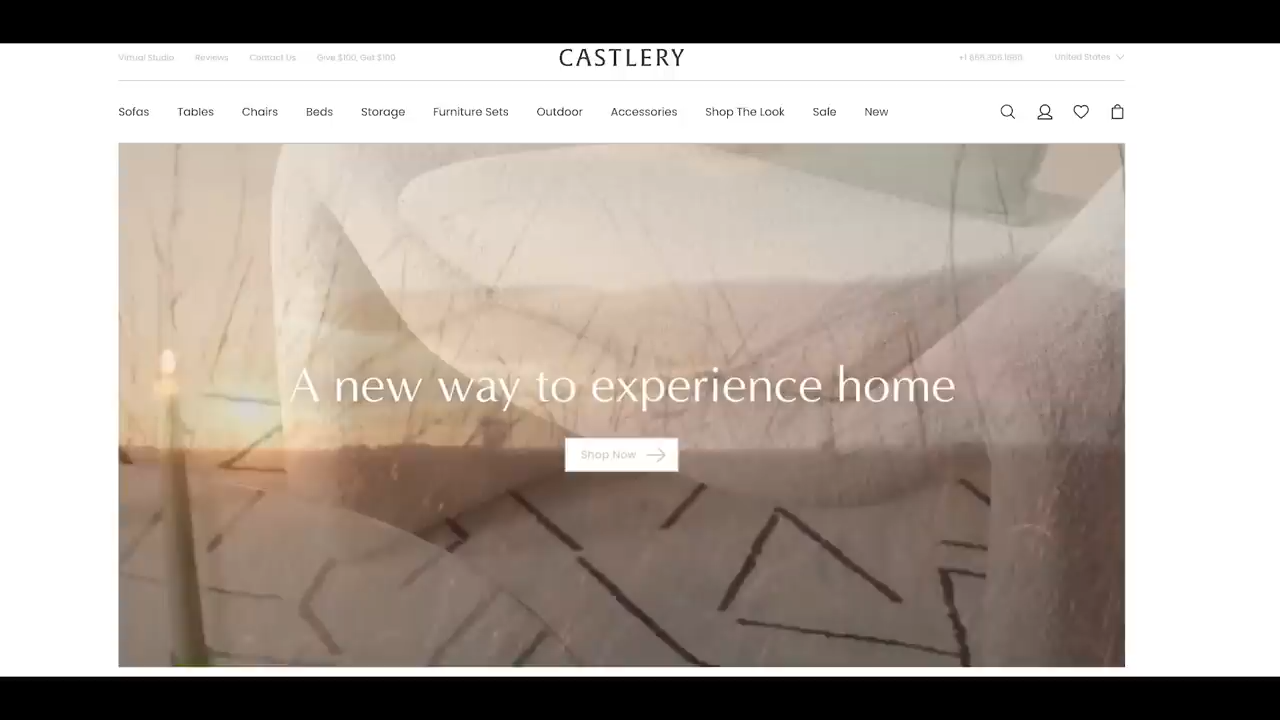 Virtual Studio Reviews Contact Us Give $100, Get $100 CASTLERY United States
Sofas Tables Chairs Beds Storage Furniture Sets Outdoor Accessories Shop The Look Sale New
A new way to experience home
Shop Now